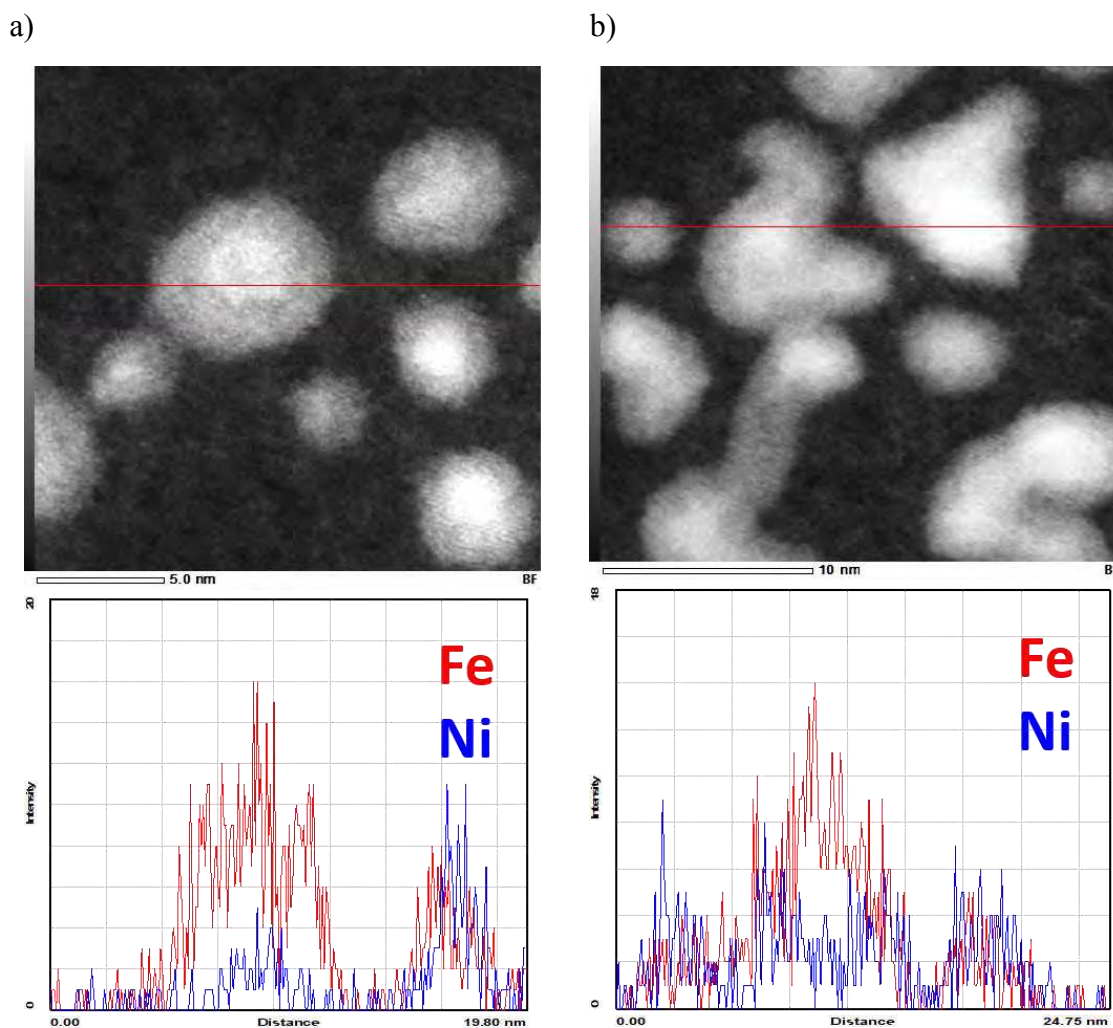 a)
b)
5.0 nm
BF
10 nm
B
20
Intensity
0
Fe
Ni
0.00
Distance
19.80 nm
18
Intensity
0
Fe
Ni
0.00
Distance
24.75 nm